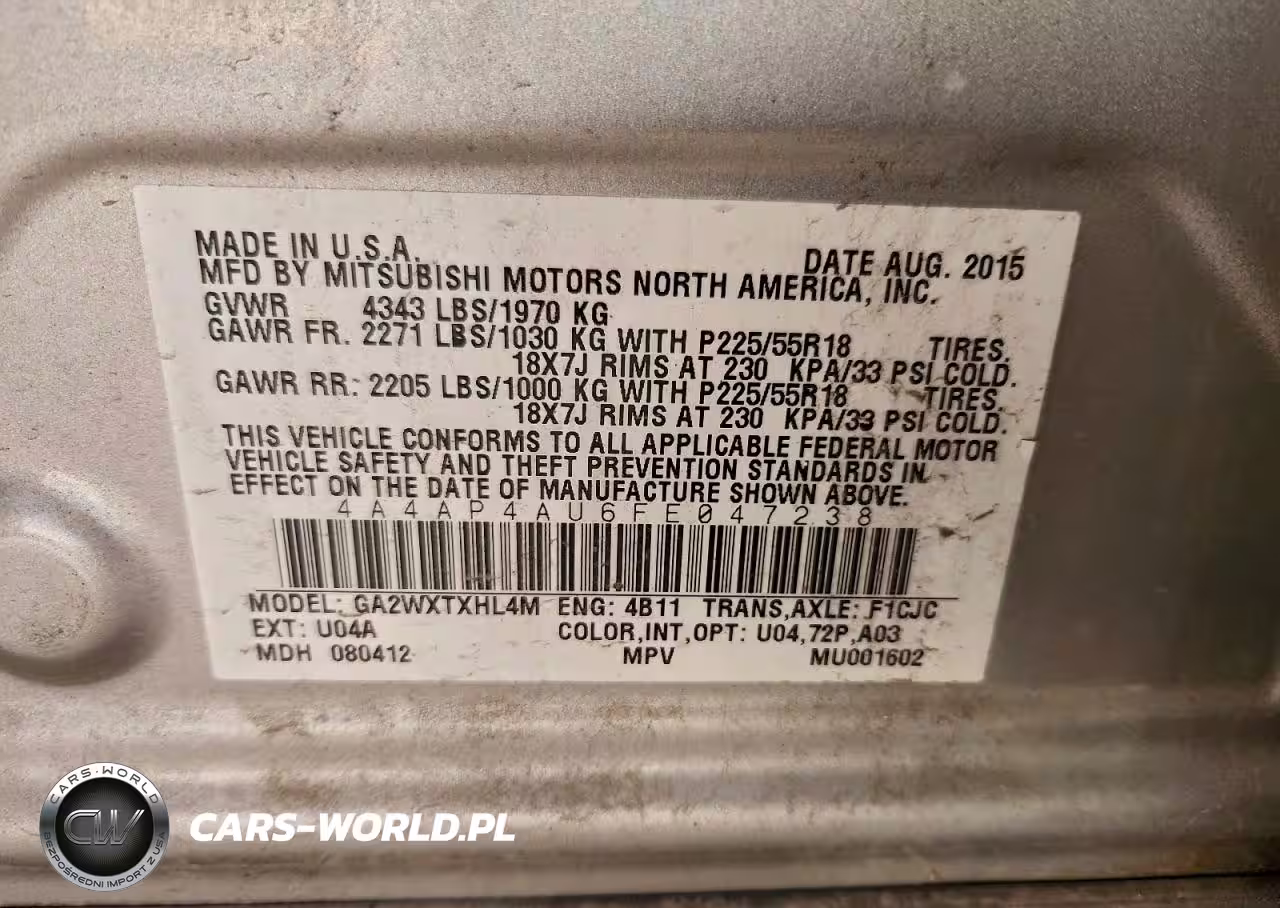 MADE IN U.S.A. DATE AUG. 2015
MFD BY MITSUBISHI MOTORS NORTH AMERICA, INC.
GVWR 4343 LBS/1970 KG
GAWR FR. 2271 LBS/1030 KG WITH P225/55R18 TIRES.
18X7J RIMS AT 230 KPA/33 PSI COLD.
GAWR RR: 2205 LBS/1000 KG WITH P225/55R18 TIRES.
18X7J RIMS AT 230 KPA/33 PSI COLD.
THIS VEHICLE CONFORMS TO ALL APPLICABLE FEDERAL MOTOR
VEHICLE SAFETY AND THEFT PREVENTION STANDARDS IN
EFFECT ON THE DATE OF MANUFACTURE SHOWN ABOVE.
4A4AP4AU6FE047238
MODEL: GA2WXTXHL4M ENG: 4B11 TRANS,AXLE: F1CJC
EXT: U04A COLOR,INT,OPT: U04,72P,A03
MDH 080412 MPV MU001602
CARS-WORLD
CW
BEZPOŚREDNI IMPORT Z USA
CARS-WORLD.PL